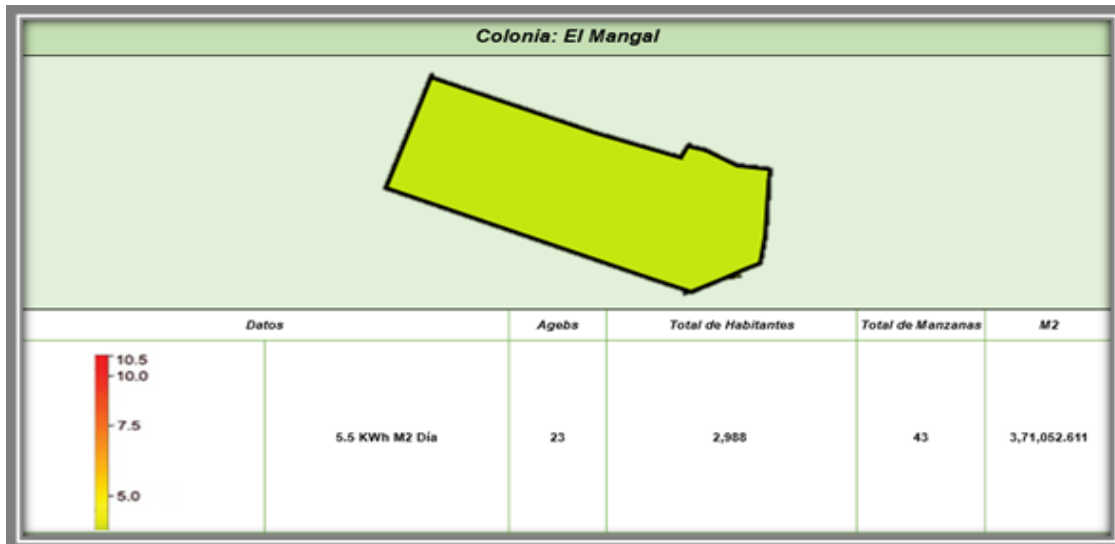 Colonia: El Mangal
Datos
Agebs
Total de Habitantes
Total de Manzanas
M2
10.5
10.0
7.5
5.0
5.5 KWh M2 Día
23
2,988
43
3,71,052.611